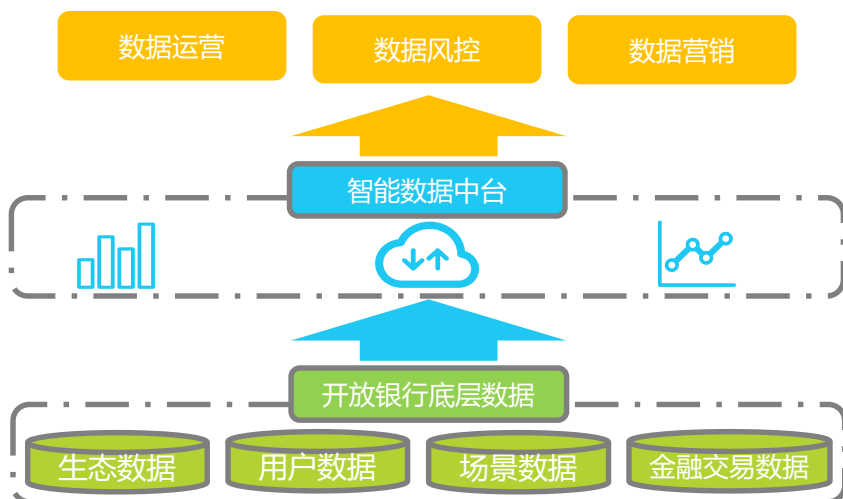 数据运营
数据风控
数据营销
智能数据中台
开放银行底层数据
生态数据
用户数据
场景数据
金融交易数据